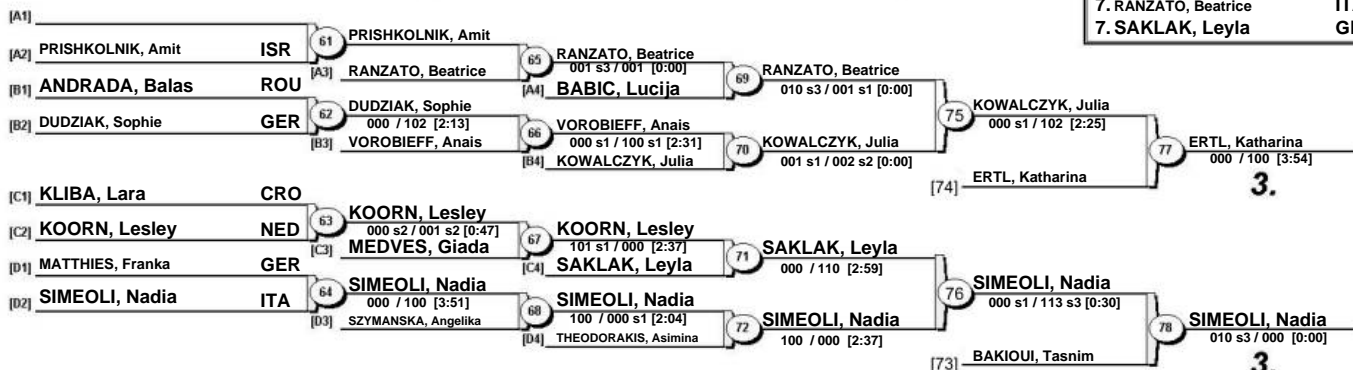 7. RANZATO, Beatrice
7. SAKLAK, Leyla
[A1]
[A2] PRISHKOLNIK, Amit ISR
61
PRISHKOLNIK, Amit
[A3] RANZATO, Beatrice
65
RANZATO, Beatrice
001 s3 / 001 [0:00]
[A4] BABIC, Lucija
69
RANZATO, Beatrice
010 s3 / 001 s1 [0:00]
[B1] ANDRADA, Balas ROU
[B2] DUDZIAK, Sophie GER
62
DUDZIAK, Sophie
000 / 102 [2:13]
[B3] VOROBIEFF, Anais
66
VOROBIEFF, Anais
000 s1 / 100 s1 [2:31]
[B4] KOWALCZYK, Julia
70
KOWALCZYK, Julia
001 s1 / 002 s2 [0:00]
75
KOWALCZYK, Julia
000 s1 / 102 [2:25]
[74] ERTL, Katharina
77
ERTL, Katharina
000 / 100 [3:54]
3.
[C1] KLIBA, Lara CRO
[C2] KOORN, Lesley NED
63
KOORN, Lesley
000 s2 / 001 s2 [0:47]
[C3] MEDVES, Giada
67
KOORN, Lesley
101 s1 / 000 [2:37]
[C4] SAKLAK, Leyla
71
SAKLAK, Leyla
000 / 110 [2:59]
[D1] MATTHIES, Franka GER
[D2] SIMEOLI, Nadia ITA
64
SIMEOLI, Nadia
000 / 100 [3:51]
[D3] SZYMANSKA, Angelika
68
SIMEOLI, Nadia
100 / 000 s1 [2:04]
[D4] THEODORAKIS, Asimina
72
SIMEOLI, Nadia
100 / 000 [2:37]
76
SIMEOLI, Nadia
000 s1 / 113 s3 [0:30]
[73] BAKIOUI, Tasnim
78
SIMEOLI, Nadia
010 s3 / 000 [0:00]
3.